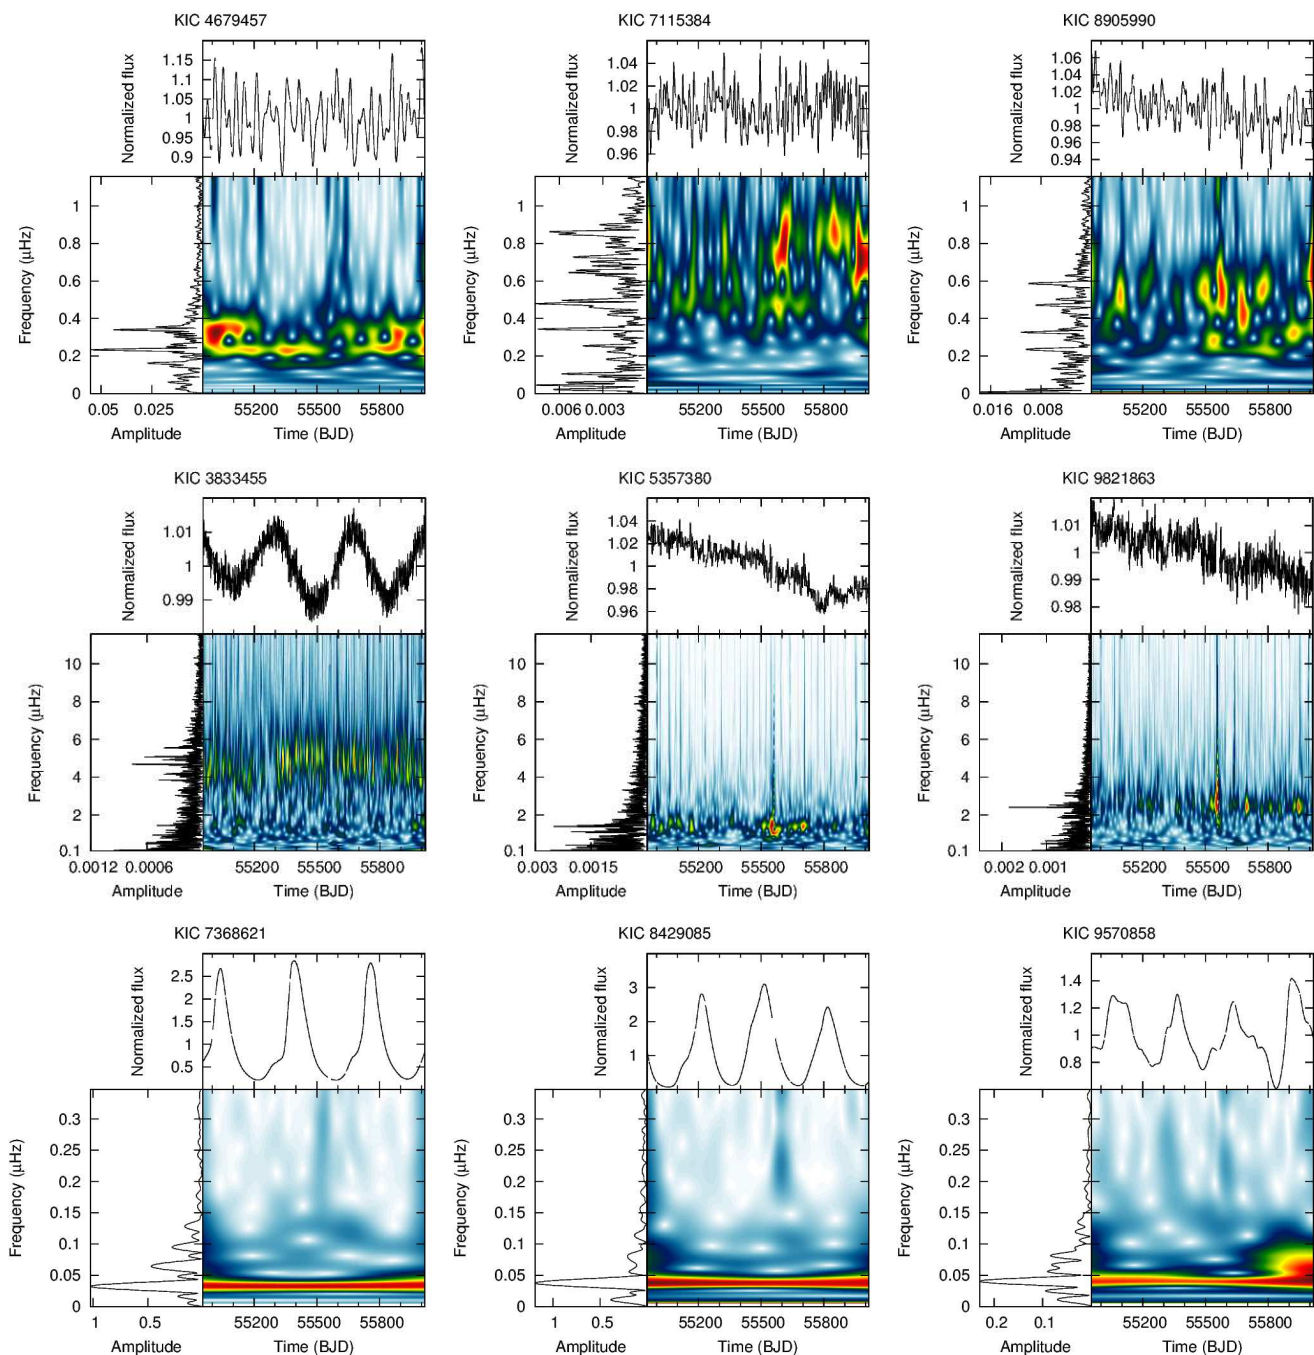 KIC 4679457 KIC 7115384 KIC 8905990
Normalized flux 1.15 1.1 1.05 1 0.95 0.9
Normalized flux 1.04 1.02 1 0.98 0.96
Normalized flux 1.06 1.04 1.02 1 0.98 0.96 0.94
Frequency (μHz) 1 0.8 0.6 0.4 0.2 0
Frequency (μHz) 1 0.8 0.6 0.4 0.2 0
Frequency (μHz) 1 0.8 0.6 0.4 0.2 0
0.05 0.025 55200 55500 55800
0.006 0.003 55200 55500 55800
0.016 0.008 55200 55500 55800
Amplitude Time (BJD) Amplitude Time (BJD) Amplitude Time (BJD)
KIC 3833455 KIC 5357380 KIC 9821863
Normalized flux 1.01 1 0.99
Normalized flux 1.04 1.02 1 0.98 0.96
Normalized flux 1.01 1 0.99 0.98
Frequency (μHz) 10 8 6 4 2 0.1
Frequency (μHz) 10 8 6 4 2 0.1
Frequency (μHz) 10 8 6 4 2 0.1
0.0012 0.0006 55200 55500 55800
0.003 0.0015 55200 55500 55800
0.002 0.001 55200 55500 55800
Amplitude Time (BJD) Amplitude Time (BJD) Amplitude Time (BJD)
KIC 7368621 KIC 8429085 KIC 9570858
Normalized flux 2.5 2 1.5 1 0.5
Normalized flux 3 2 1
Normalized flux 1.4 1.2 1 0.8
Frequency (μHz) 0.3 0.25 0.2 0.15 0.1 0.05 0
Frequency (μHz) 0.3 0.25 0.2 0.15 0.1 0.05 0
Frequency (μHz) 0.3 0.25 0.2 0.15 0.1 0.05 0
1 0.5 55200 55500 55800
1 0.5 55200 55500 55800
0.2 0.1 55200 55500 55800
Amplitude Time (BJD) Amplitude Time (BJD) Amplitude Time (BJD)